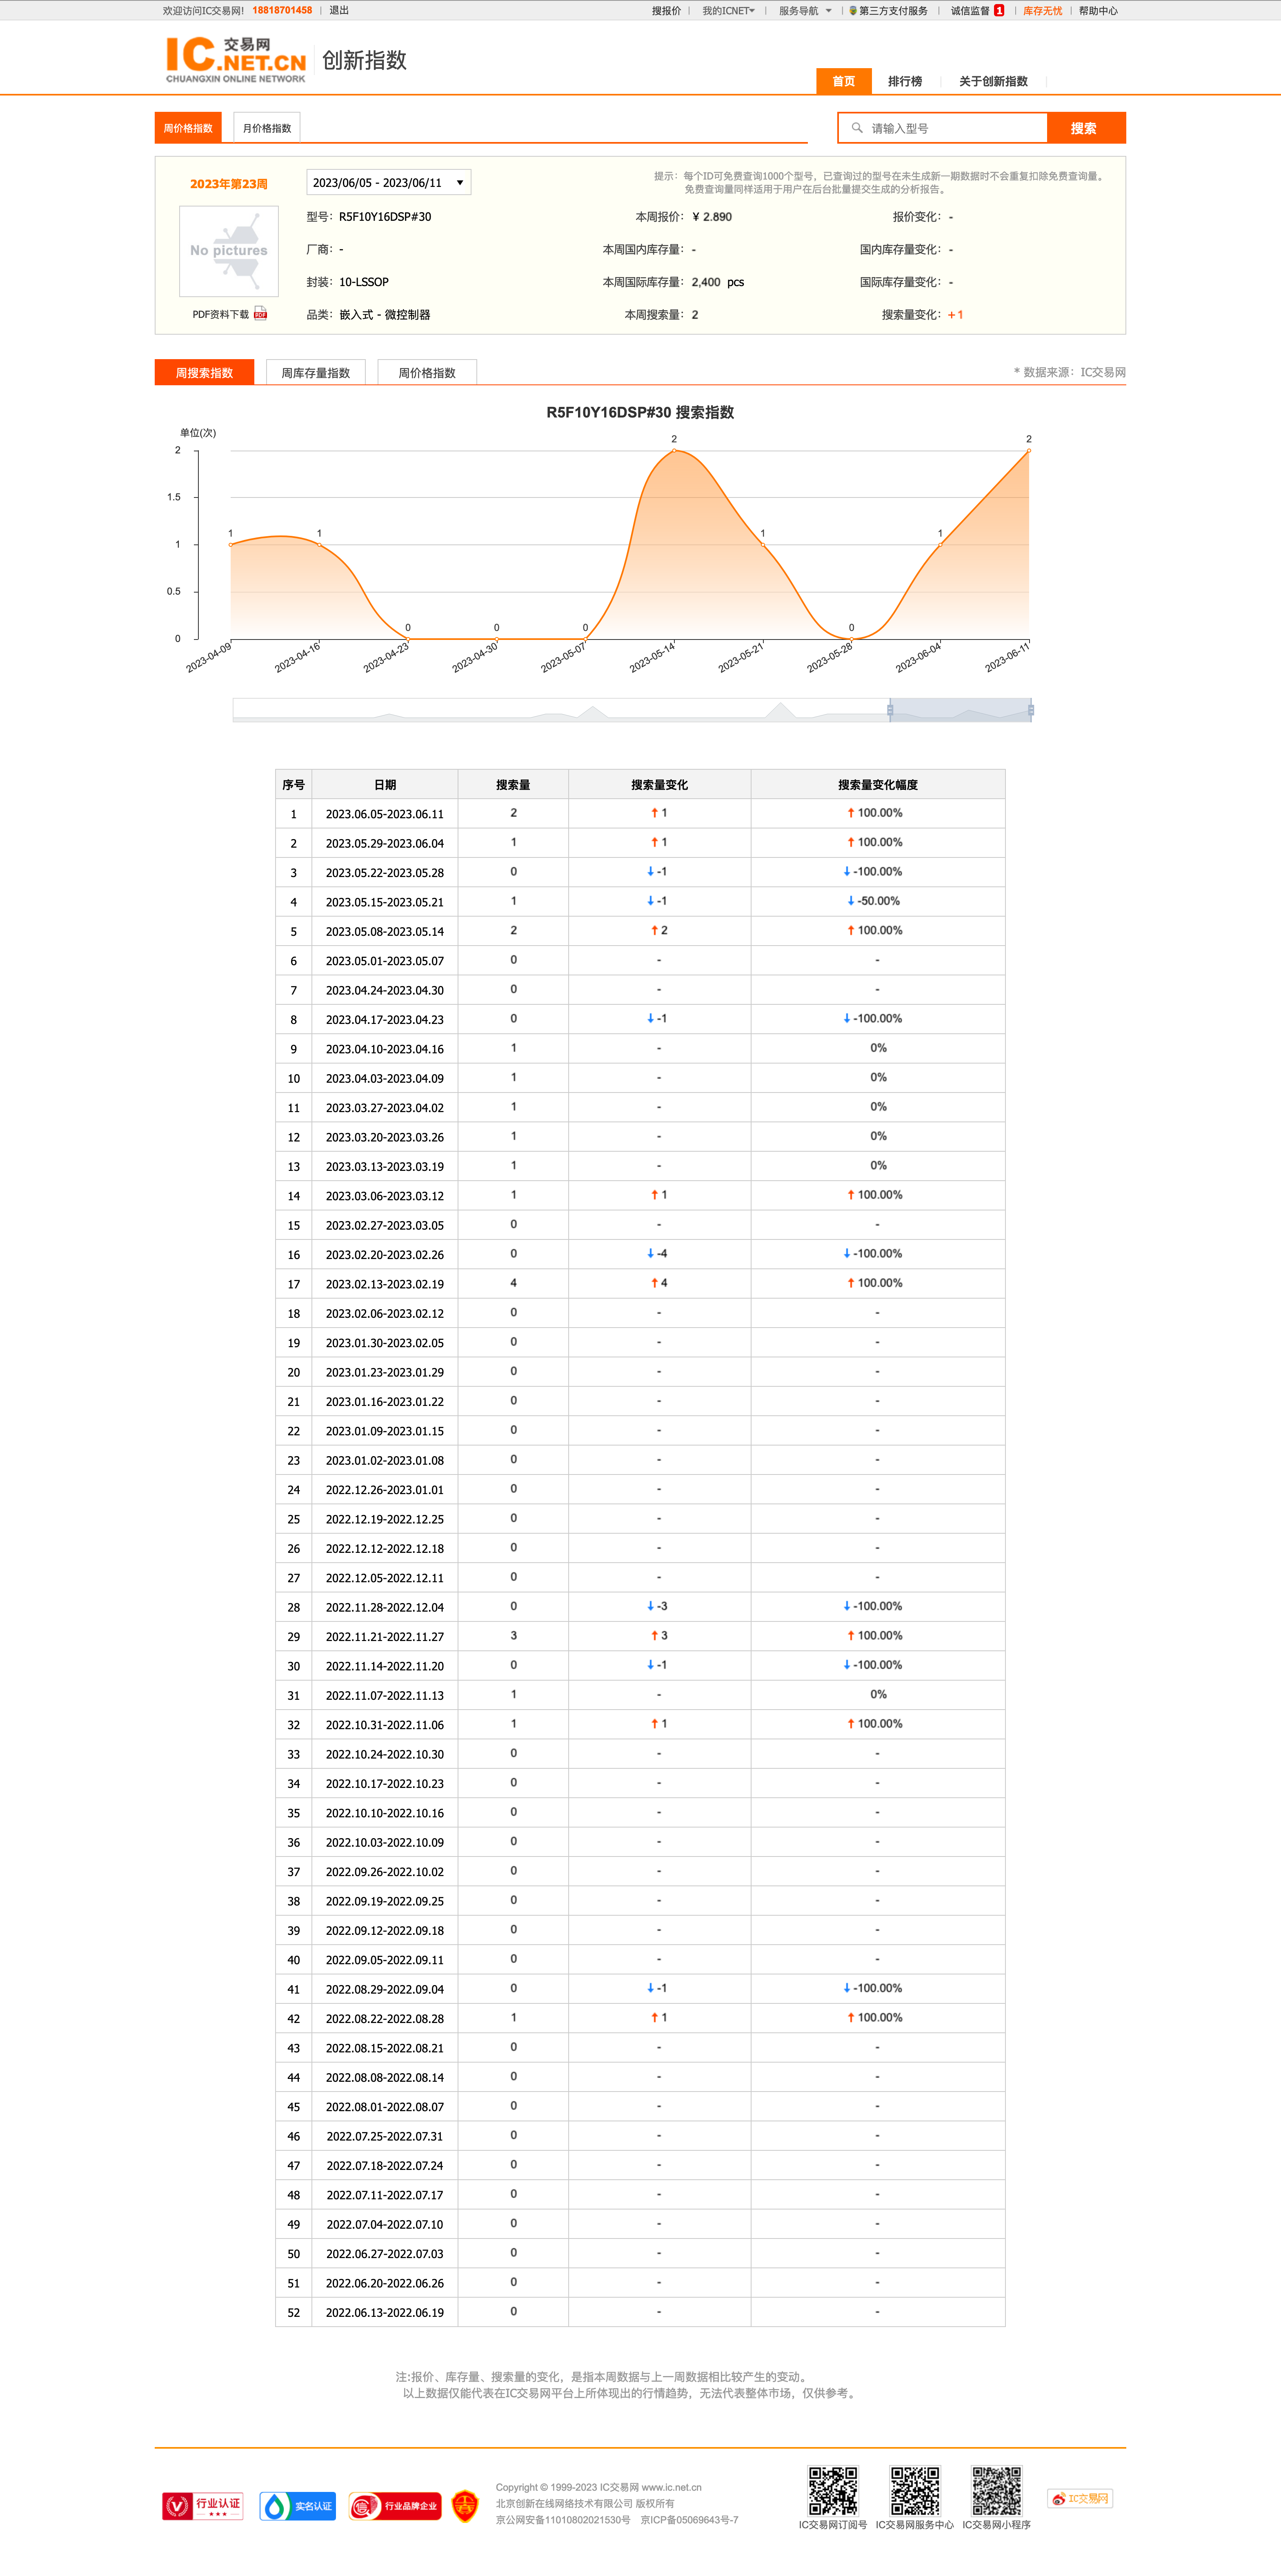 欢迎访问IC交易网! 18818701458 | 退出 搜报价 | 我的ICNET | 服务导航 | 第三方支付服务 | 诚信监督 1 | 库存无忧 | 帮助中心
IC交易网 .NET.CN CHUANGXIN ONLINE NETWORK 创新指数
首页 排行榜 关于创新指数
周价格指数 月价格指数 请输入型号 搜索
2023年第23周 2023/06/05 - 2023/06/11 提示：每个ID可免费查询1000个型号，已查询过的型号在未生成新一期数据时不会重复扣除免费查询量。
免费查询量同样适用于用户在后台批量提交生成的分析报告。
型号：R5F10Y16DSP#30 本周报价：¥ 2.890 报价变化：-
No pictures
厂商：- 本周国内库存量：- 国内库存量变化：-
封装：10-LSSOP 本周国际库存量：2,400 pcs 国际库存量变化：-
PDF资料下载 PDF 品类：嵌入式 - 微控制器 本周搜索量：2 搜索量变化：+1
周搜索指数 周库存量指数 周价格指数 * 数据来源：IC交易网
R5F10Y16DSP#30 搜索指数
单位(次)
2
1.5
1
0.5
0
1 1 0 0 0 2 1 0 1 2
2023-04-09 2023-04-16 2023-04-23 2023-04-30 2023-05-07 2023-05-14 2023-05-21 2023-05-28 2023-06-04 2023-06-11
序号 日期 搜索量 搜索量变化 搜索量变化幅度
1 2023.06.05-2023.06.11 2 ↑ 1 ↑ 100.00%
2 2023.05.29-2023.06.04 1 ↑ 1 ↑ 100.00%
3 2023.05.22-2023.05.28 0 ↓ -1 ↓ -100.00%
4 2023.05.15-2023.05.21 1 ↓ -1 ↓ -50.00%
5 2023.05.08-2023.05.14 2 ↑ 2 ↑ 100.00%
6 2023.05.01-2023.05.07 0 - -
7 2023.04.24-2023.04.30 0 - -
8 2023.04.17-2023.04.23 0 ↓ -1 ↓ -100.00%
9 2023.04.10-2023.04.16 1 - 0%
10 2023.04.03-2023.04.09 1 - 0%
11 2023.03.27-2023.04.02 1 - 0%
12 2023.03.20-2023.03.26 1 - 0%
13 2023.03.13-2023.03.19 1 - 0%
14 2023.03.06-2023.03.12 1 ↑ 1 ↑ 100.00%
15 2023.02.27-2023.03.05 0 - -
16 2023.02.20-2023.02.26 0 ↓ -4 ↓ -100.00%
17 2023.02.13-2023.02.19 4 ↑ 4 ↑ 100.00%
18 2023.02.06-2023.02.12 0 - -
19 2023.01.30-2023.02.05 0 - -
20 2023.01.23-2023.01.29 0 - -
21 2023.01.16-2023.01.22 0 - -
22 2023.01.09-2023.01.15 0 - -
23 2023.01.02-2023.01.08 0 - -
24 2022.12.26-2023.01.01 0 - -
25 2022.12.19-2022.12.25 0 - -
26 2022.12.12-2022.12.18 0 - -
27 2022.12.05-2022.12.11 0 - -
28 2022.11.28-2022.12.04 0 ↓ -3 ↓ -100.00%
29 2022.11.21-2022.11.27 3 ↑ 3 ↑ 100.00%
30 2022.11.14-2022.11.20 0 ↓ -1 ↓ -100.00%
31 2022.11.07-2022.11.13 1 - 0%
32 2022.10.31-2022.11.06 1 ↑ 1 ↑ 100.00%
33 2022.10.24-2022.10.30 0 - -
34 2022.10.17-2022.10.23 0 - -
35 2022.10.10-2022.10.16 0 - -
36 2022.10.03-2022.10.09 0 - -
37 2022.09.26-2022.10.02 0 - -
38 2022.09.19-2022.09.25 0 - -
39 2022.09.12-2022.09.18 0 - -
40 2022.09.05-2022.09.11 0 - -
41 2022.08.29-2022.09.04 0 ↓ -1 ↓ -100.00%
42 2022.08.22-2022.08.28 1 ↑ 1 ↑ 100.00%
43 2022.08.15-2022.08.21 0 - -
44 2022.08.08-2022.08.14 0 - -
45 2022.08.01-2022.08.07 0 - -
46 2022.07.25-2022.07.31 0 - -
47 2022.07.18-2022.07.24 0 - -
48 2022.07.11-2022.07.17 0 - -
49 2022.07.04-2022.07.10 0 - -
50 2022.06.27-2022.07.03 0 - -
51 2022.06.20-2022.06.26 0 - -
52 2022.06.13-2022.06.19 0 - -
注:报价、库存量、搜索量的变化，是指本周数据与上一周数据相比较产生的变动。
以上数据仅能代表在IC交易网平台上所体现出的行情趋势，无法代表整体市场，仅供参考。
行业认证 实名认证 行业品牌企业 Copyright © 1999-2023 IC交易网 www.ic.net.cn
北京创新在线网络技术有限公司 版权所有
京公网安备11010802021530号 京ICP备05069643号-7
IC交易网订阅号 IC交易网服务中心 IC交易网小程序 IC交易网